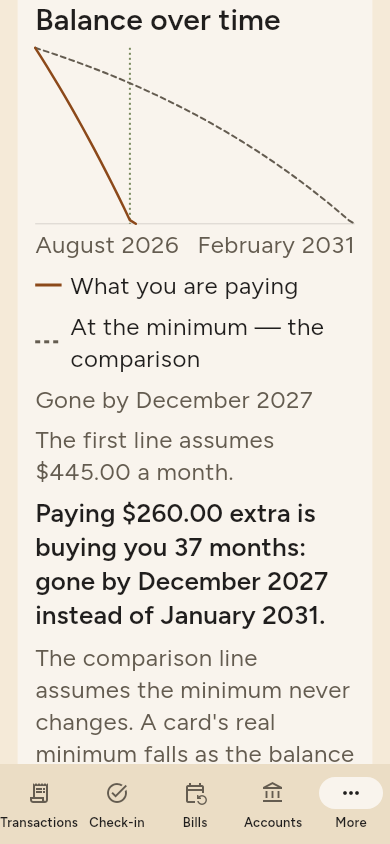 Balance over time
August 2026 February 2031
What you are paying
At the minimum — the
comparison
Gone by December 2027
The first line assumes
$445.00 a month.
Paying $260.00 extra is
buying you 37 months:
gone by December 2027
instead of January 2031.
The comparison line
assumes the minimum never
changes. A card's real
minimum falls as the balance
Transactions Check-in Bills Accounts More